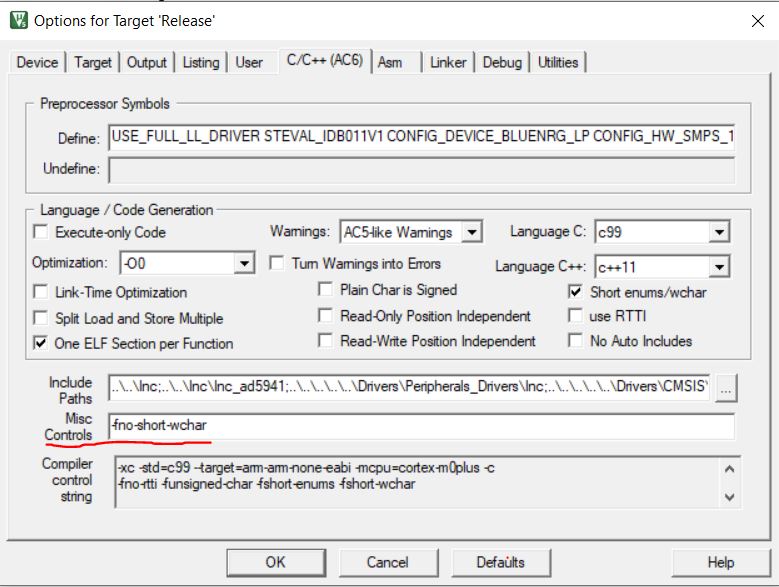 Options for Target 'Release'
Device Target Output Listing User C/C++ (AC6) Asm Linker Debug Utilities
Preprocessor Symbols
Define: USE_FULL_LL_DRIVER STEVAL_IDB011V1 CONFIG_DEVICE_BLUENRG_LP CONFIG_HW_SMPS_1
Undefine:
Language / Code Generation
Execute-only Code Warnings: AC5-like Warnings Language C: c99
Optimization: -O0 Turn Warnings into Errors Language C++: c++11
Link-Time Optimization Plain Char is Signed Short enums/wchar
Split Load and Store Multiple Read-Only Position Independent use RTTI
One ELF Section per Function Read-Write Position Independent No Auto Includes
Include
Paths ..\..\Inc;..\..\Inc\Inc_ad5941;..\..\..\..\..\Drivers\Peripherals_Drivers\Inc;..\..\..\..\..\Drivers\CMSIS\ ...
Misc
Controls -fno-short-wchar
Compiler
control
string -xc -std=c99 --target=arm-arm-none-eabi -mcpu=cortex-m0plus -c
-fno-rtti -funsigned-char -fshort-enums -fshort-wchar
OK Cancel Defaults Help